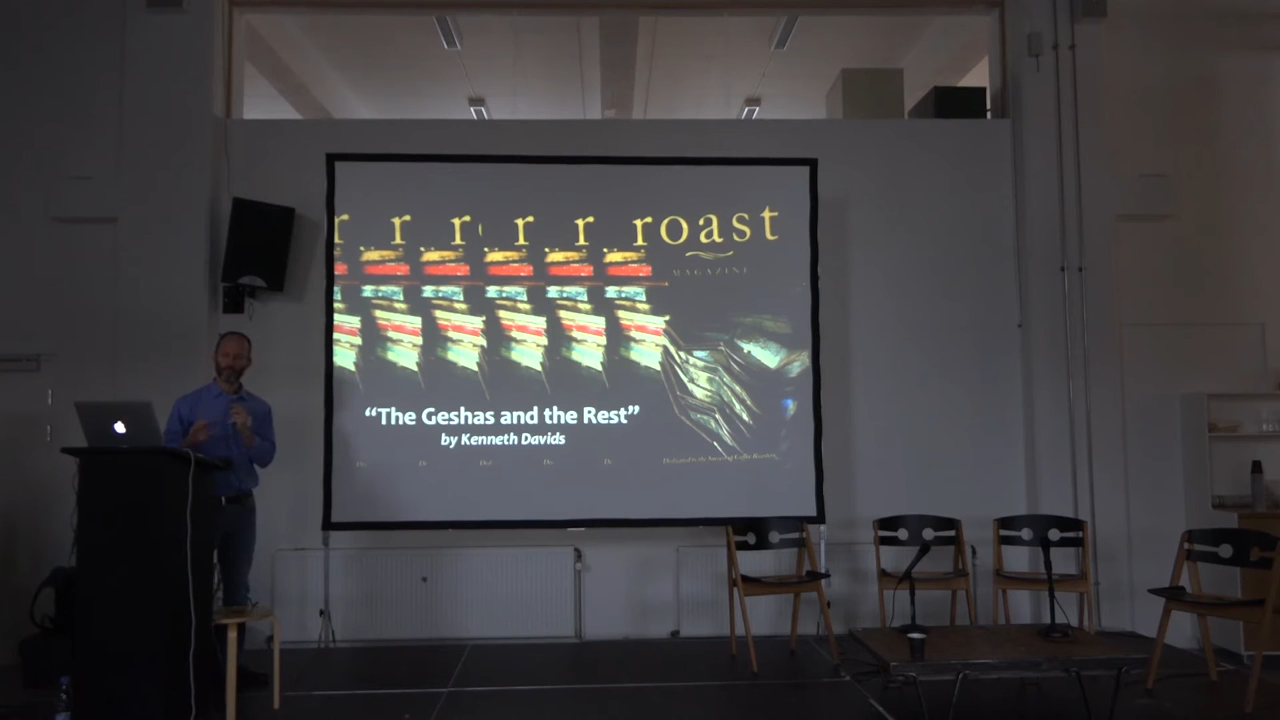 r r r r r roast
MAGAZINE
“The Geshas and the Rest”
by Kenneth Davids